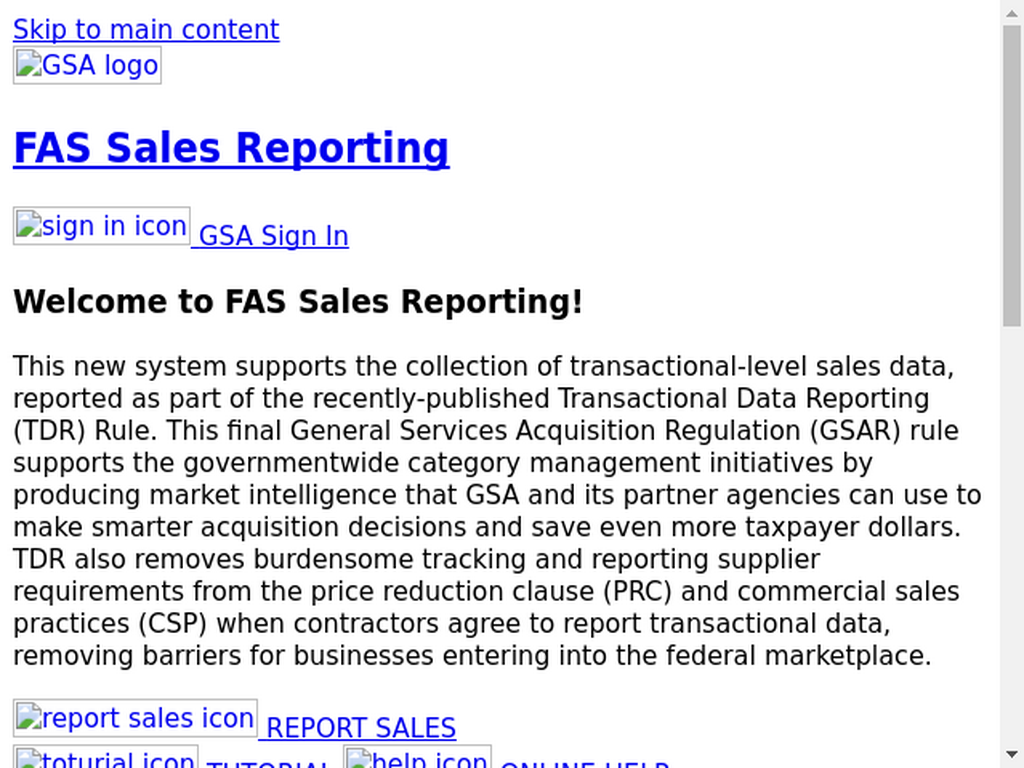 Skip to main content
GSA logo
FAS Sales Reporting
sign in icon GSA Sign In
Welcome to FAS Sales Reporting!
This new system supports the collection of transactional-level sales data,
reported as part of the recently-published Transactional Data Reporting
(TDR) Rule. This final General Services Acquisition Regulation (GSAR) rule
supports the governmentwide category management initiatives by
producing market intelligence that GSA and its partner agencies can use to
make smarter acquisition decisions and save even more taxpayer dollars.
TDR also removes burdensome tracking and reporting supplier
requirements from the price reduction clause (PRC) and commercial sales
practices (CSP) when contractors agree to report transactional data,
removing barriers for businesses entering into the federal marketplace.
report sales icon REPORT SALES
toturial icon TUTORIAL help icon ONLINE HELP